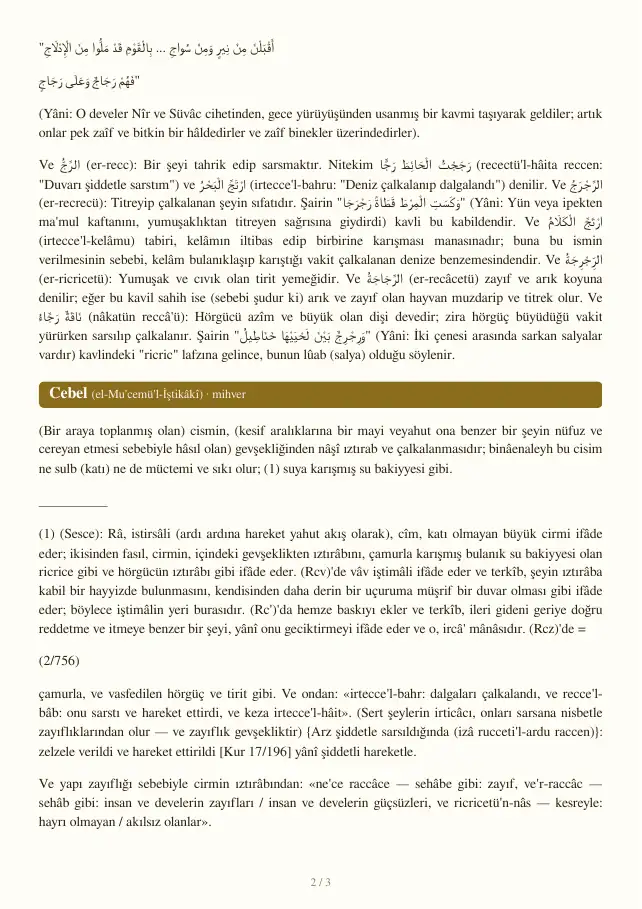 "أَقْبَلْنَ مِنْ نِيرٍ وَمِنْ سُواجِ ... بِالْقَوْمِ قَدْ مَلُّوا مِنَ الْإِدْلَاجِ
فَهُمْ رَجَاجٌ وَعَلَى رَجَاجِ"
(Yâni: O develer Nîr ve Süvâc cihetinden, gece yürüyüşünden usanmış bir kavmi taşıyarak geldiler; artık
onlar pek zaîf ve bitkin bir hâldedirler ve zaîf binekler üzerindedirler).
Ve الرَّجُّ (er-recc): Bir şeyi tahrik edip sarsmaktır. Nitekim رَجَجْتُ الْحَائِطَ رَجًّا (recectü'l-hâita reccen:
"Duvarı şiddetle sarstım") ve ارْتَجَّ الْبَحْرُ (irtecce'l-bahru: "Deniz çalkalanıp dalgalandı") denilir. Ve الرَّجْرَجُ
(er-recrecü): Titreyip çalkalanan şeyin sıfatıdır. Şairin "وَكَسَتِ الْمِرْطَ قَطَاةً رَجْرَجَا" (Yâni: Yün veya ipekten
ma'mul kaftanını, yumuşaklıktan titreyen sağrısına giydirdi) kavli bu kabildendir. Ve ارْتَجَّ الْكَلَامُ
(irtecce'l-kelâmu) tabiri, kelâmın iltibas edip birbirine karışması manasınadır; buna bu ismin
verilmesinin sebebi, kelâm bulanıklaşıp karıştığı vakit çalkalanan denize benzemesindendir. Ve الرِّجْرِجَةُ
(er-ricricetü): Yumuşak ve cıvık olan tirit yemeğidir. Ve الرَّجَاجَةُ (er-recâcetü) zayıf ve arık koyuna
denilir; eğer bu kavil sahih ise (sebebi şudur ki) arık ve zayıf olan hayvan muzdarip ve titrek olur. Ve
نَاقَةٌ رَجَّاءُ (nâkatün reccâ'ü): Hörgücü azîm ve büyük olan dişi devedir; zira hörgüç büyüdüğü vakit
yürürken sarsılıp çalkalanır. Şairin "وَرِجْرِجٌ بَيْنَ لَحْيَيْهَا خَنَاطِيلُ" (Yâni: İki çenesi arasında sarkan salyalar
vardır) kavlindeki "ricric" lafzına gelince, bunun lûab (salya) olduğu söylenir.
Cebel (el-Mu'cemü'l-İştikâkî) · mihver
(Bir araya toplanmış olan) cismin, (kesif aralıklarına bir mayi veyahut ona benzer bir şeyin nüfuz ve
cereyan etmesi sebebiyle hâsıl olan) gevşekliğinden nâşî ıztırab ve çalkalanmasıdır; binâenaleyh bu cisim
ne sulb (katı) ne de müctemi ve sıkı olur; (1) suya karışmış su bakiyyesi gibi.
(1) (Sesce): Râ, istirsâli (ardı ardına hareket yahut akış olarak), cîm, katı olmayan büyük cirmi ifâde
eder; ikisinden fasıl, cirmin, içindeki gevşeklikten ıztırâbını, çamurla karışmış bulanık su bakiyyesi olan
ricrice gibi ve hörgücün ıztırâbı gibi ifâde eder. (Rcv)'de vâv iştimâli ifâde eder ve terkîb, şeyin ıztırâba
kabil bir hayyizde bulunmasını, kendisinden daha derin bir uçuruma müşrif bir duvar olması gibi ifâde
eder; böylece iştimâlin yeri burasıdır. (Rc')'da hemze baskıyı ekler ve terkîb, ileri gideni geriye doğru
reddetme ve itmeye benzer bir şeyi, yânî onu geciktirmeyi ifâde eder ve o, ircâ' mânâsıdır. (Rcz)'de =
(2/756)
çamurla, ve vasfedilen hörgüç ve tirit gibi. Ve ondan: «irtecce'l-bahr: dalgaları çalkalandı, ve recce'l-
bâb: onu sarstı ve hareket ettirdi, ve keza irtecce'l-hâit». (Sert şeylerin irticâcı, onları sarsana nisbetle
zayıflıklarından olur — ve zayıflık gevşekliktir) {Arz şiddetle sarsıldığında (izâ rucceti'l-ardu raccen)}:
zelzele verildi ve hareket ettirildi [Kur 17/196] yânî şiddetli hareketle.
Ve yapı zayıflığı sebebiyle cirmin ıztırâbından: «ne'ce raccâce — sehâbe gibi: zayıf, ve'r-raccâc —
sehâb gibi: insan ve develerin zayıfları / insan ve develerin güçsüzleri, ve ricricetü'n-nâs — kesreyle:
hayrı olmayan / akılsız olanlar».
2 / 3